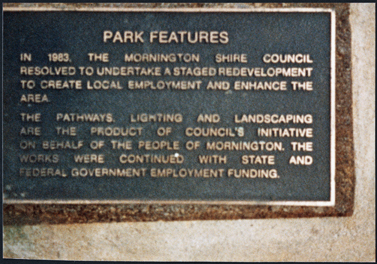 PARK FEATURES
IN 1983, THE MORNINGTON SHIRE COUNCIL
RESOLVED TO UNDERTAKE A STAGED REDEVELOPMENT
TO CREATE LOCAL EMPLOYMENT AND ENHANCE THE
AREA.
THE PATHWAYS, LIGHTING AND LANDSCAPING
ARE THE PRODUCT OF COUNCIL'S INITIATIVE
ON BEHALF OF THE PEOPLE OF MORNINGTON. THE
WORKS WERE CONTINUED WITH STATE AND
FEDERAL GOVERNMENT EMPLOYMENT FUNDING.